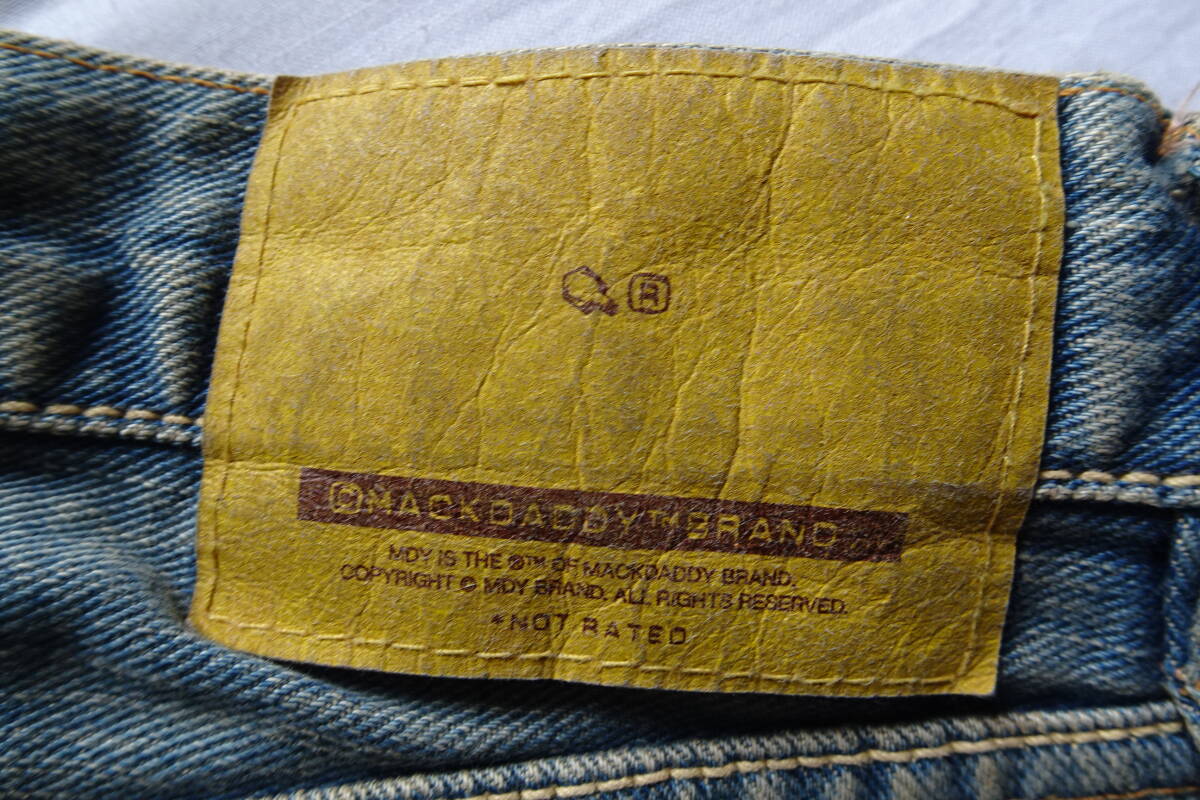 ®
©MACKDADDY™BRAND
MDY IS THE ®™ OF MACKDADDY BRAND.
COPYRIGHT © MDY BRAND. ALL RIGHTS RESERVED.
*NOT RATED